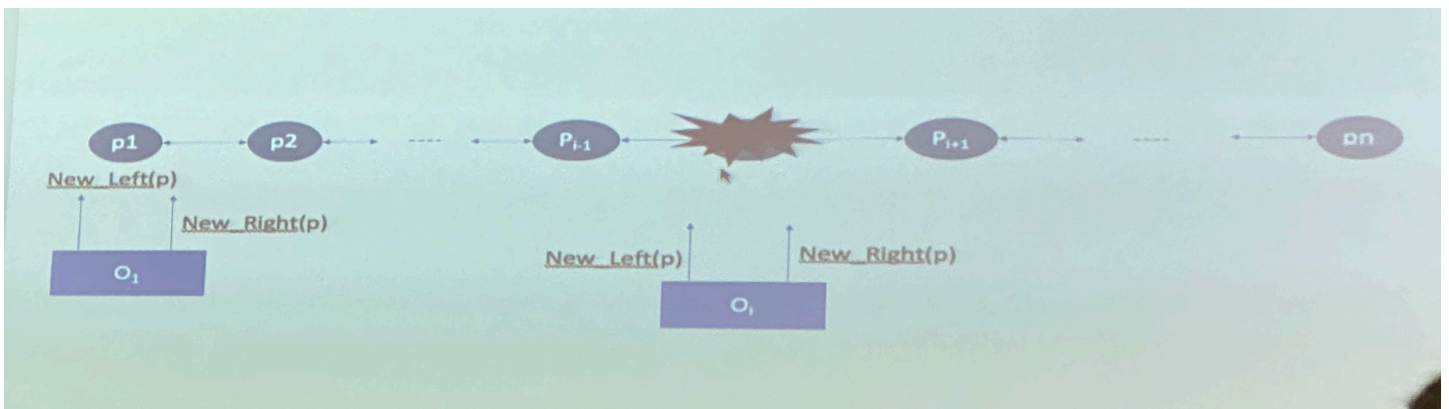 p1
p2
----
Pi-1
Pi+1
----
pn
New_Left(p)
New_Right(p)
O1
New_Left(p)
New_Right(p)
Oi